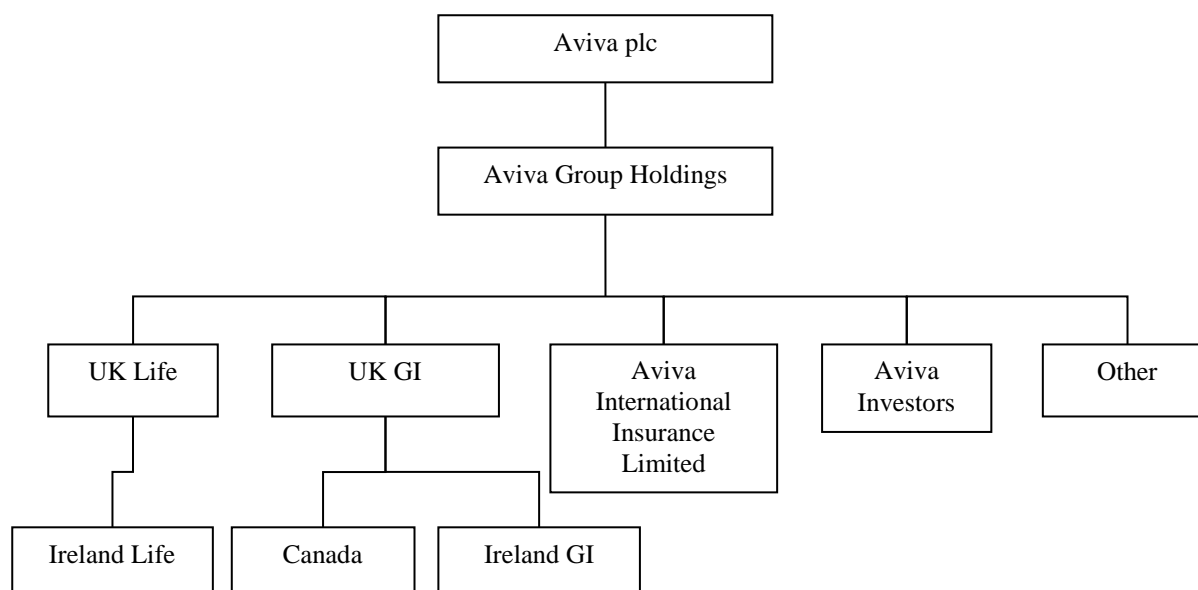 Aviva plc
Aviva Group Holdings
UK Life
UK GI
Aviva
International
Insurance
Limited
Aviva
Investors
Other
Ireland Life
Canada
Ireland GI